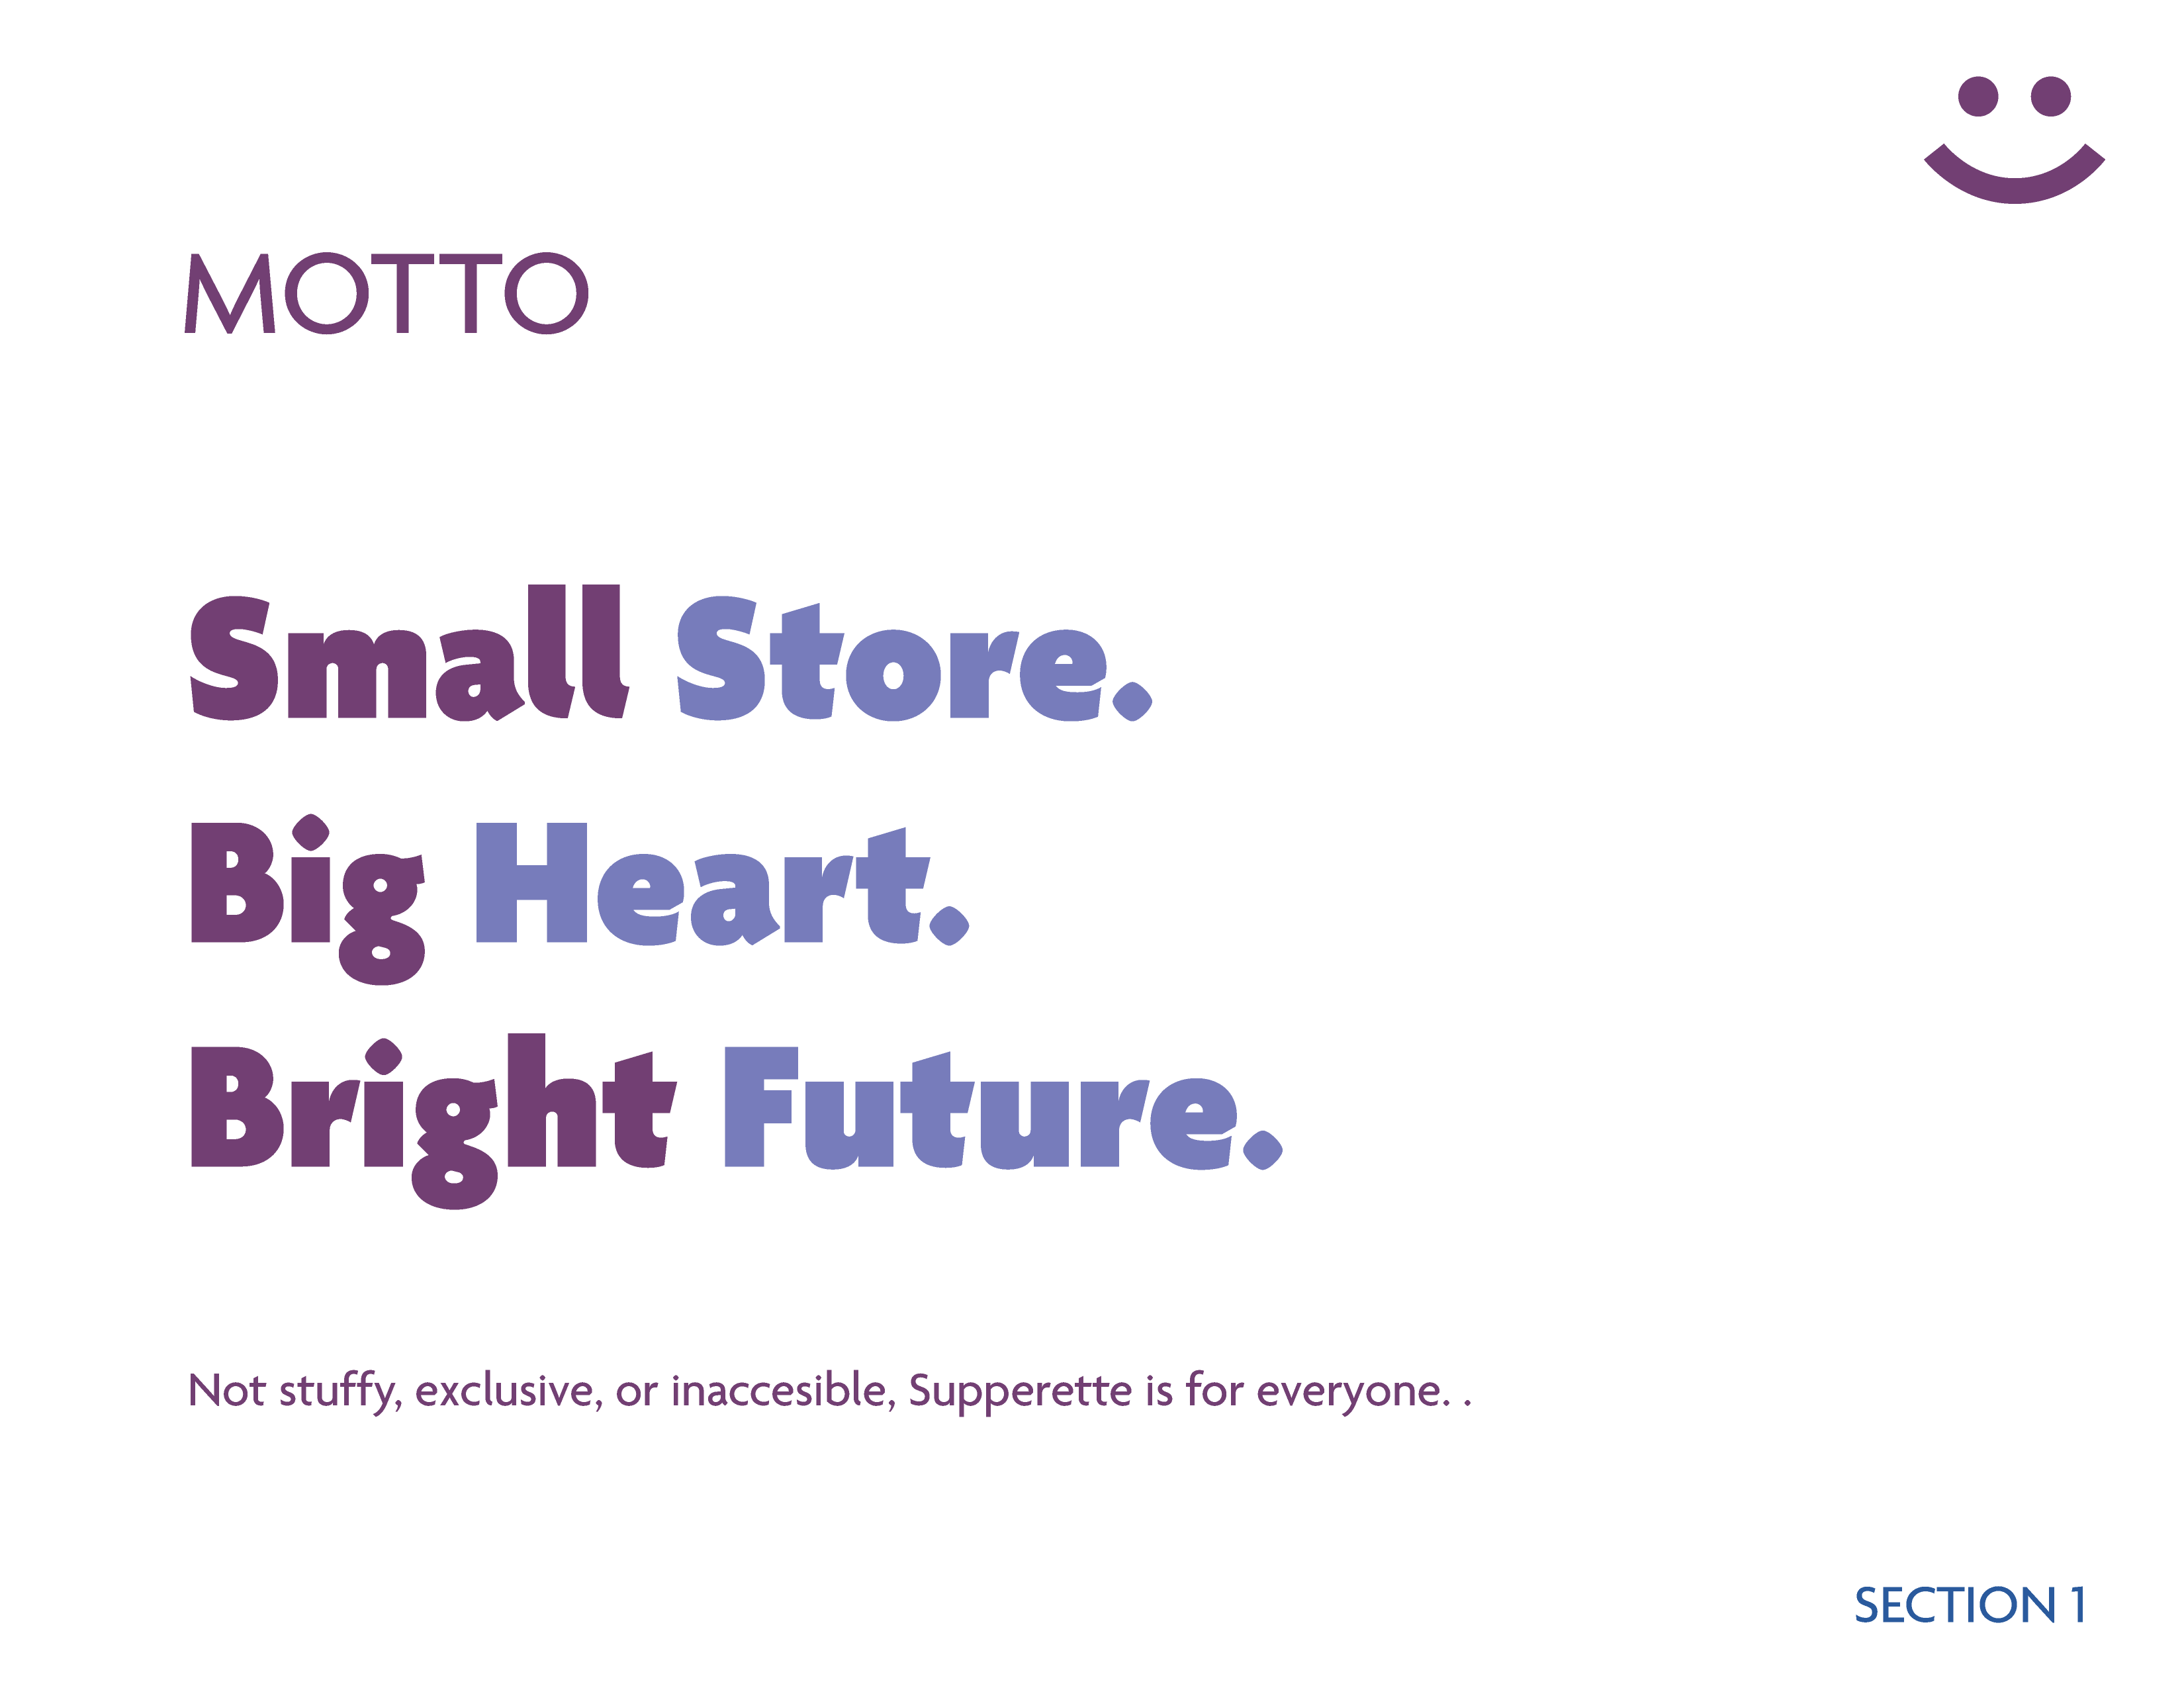 MOTTO
Small Store.
Big Heart.
Bright Future.
Not stuffy, exclusive, or inaccesible, Supperette is for everyone. .
SECTION 1